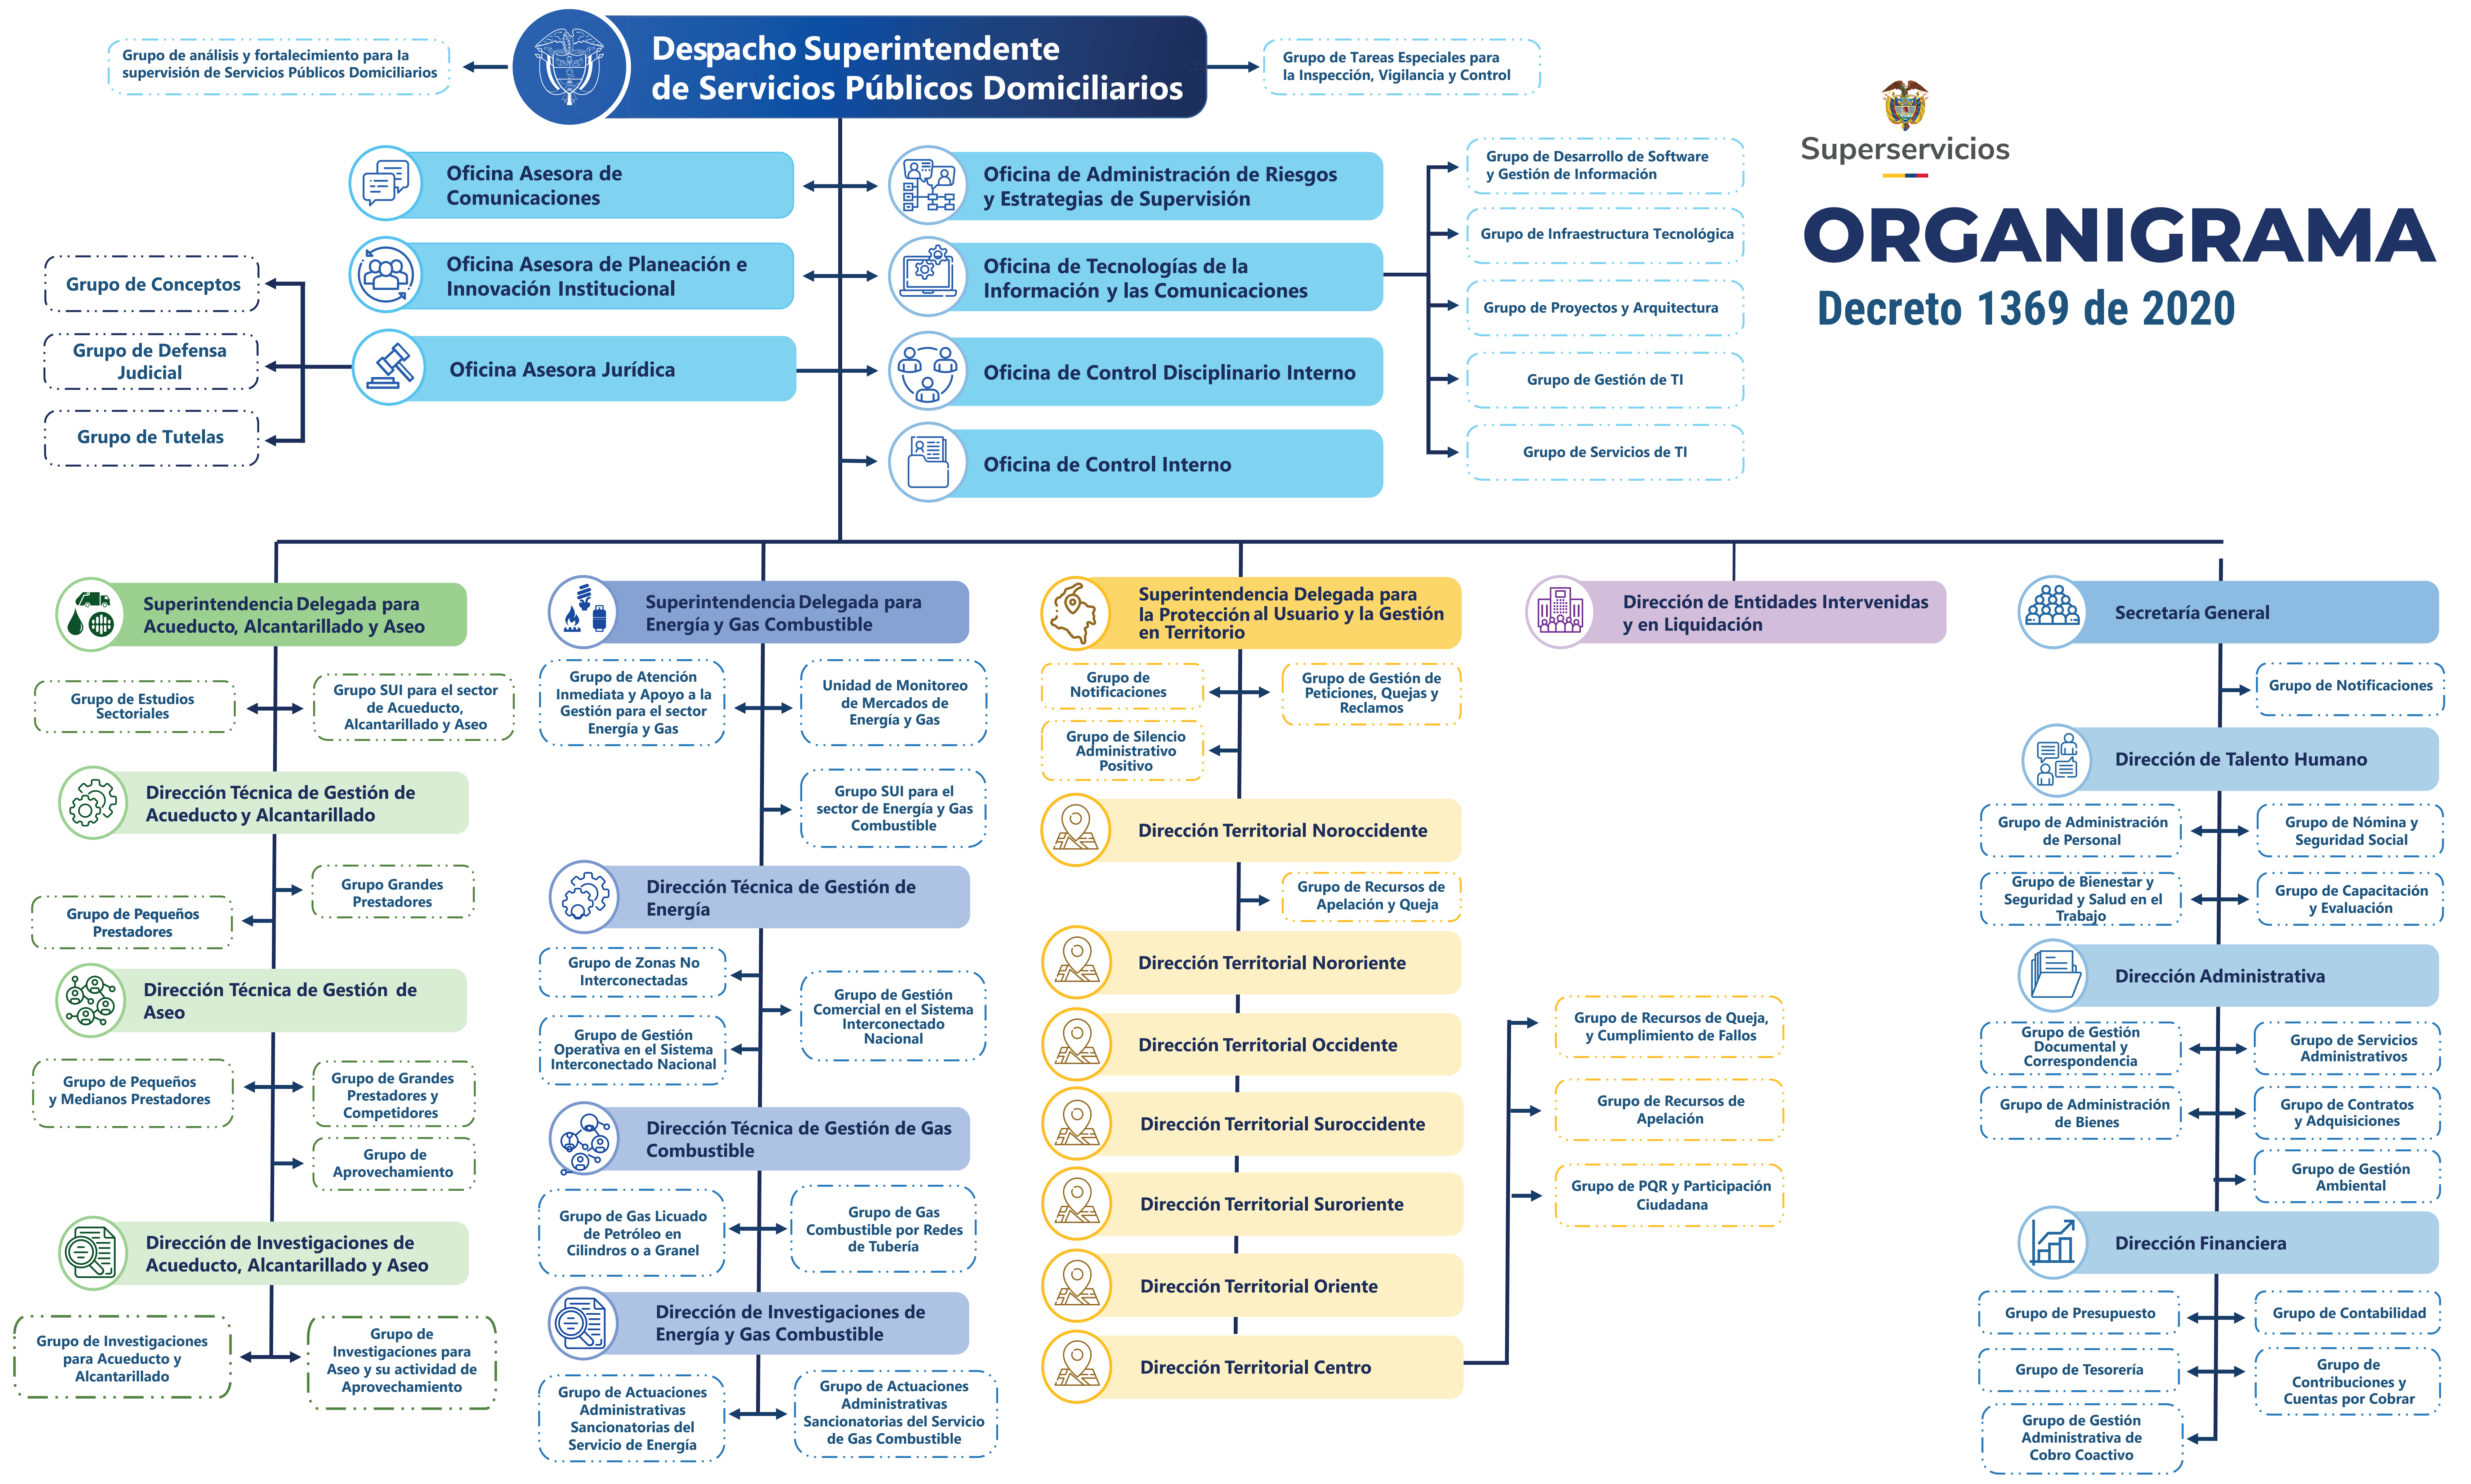 Grupo de análisis y fortalecimiento para la
supervisión de Servicios Públicos Domiciliarios
Despacho Superintendente
de Servicios Públicos Domiciliarios
Grupo de Tareas Especiales para
la Inspección, Vigilancia y Control
Superservicios
ORGANIGRAMA
Decreto 1369 de 2020
Oficina Asesora de
Comunicaciones
Oficina Asesora de Planeación e
Innovación Institucional
Oficina Asesora Jurídica
Grupo de Conceptos
Grupo de Defensa
Judicial
Grupo de Tutelas
Oficina de Administración de Riesgos
y Estrategias de Supervisión
Oficina de Tecnologías de la
Información y las Comunicaciones
Oficina de Control Disciplinario Interno
Oficina de Control Interno
Grupo de Desarrollo de Software
y Gestión de Información
Grupo de Infraestructura Tecnológica
Grupo de Proyectos y Arquitectura
Grupo de Gestión de TI
Grupo de Servicios de TI
Superintendencia Delegada para
Acueducto, Alcantarillado y Aseo
Grupo de Estudios
Sectoriales
Grupo SUI para el sector
de Acueducto,
Alcantarillado y Aseo
Dirección Técnica de Gestión de
Acueducto y Alcantarillado
Grupo Grandes
Prestadores
Grupo de Pequeños
Prestadores
Dirección Técnica de Gestión de
Aseo
Grupo de Pequeños
y Medianos Prestadores
Grupo de Grandes
Prestadores y
Competidores
Grupo de
Aprovechamiento
Dirección de Investigaciones de
Acueducto, Alcantarillado y Aseo
Grupo de Investigaciones
para Acueducto y
Alcantarillado
Grupo de
Investigaciones para
Aseo y su actividad de
Aprovechamiento
Superintendencia Delegada para
Energía y Gas Combustible
Grupo de Atención
Inmediata y Apoyo a la
Gestión para el sector
Energía y Gas
Unidad de Monitoreo
de Mercados de
Energía y Gas
Grupo SUI para el
sector de Energía y Gas
Combustible
Dirección Técnica de Gestión de
Energía
Grupo de Zonas No
Interconectadas
Grupo de Gestión
Comercial en el Sistema
Interconectado
Nacional
Grupo de Gestión
Operativa en el Sistema
Interconectado Nacional
Dirección Técnica de Gestión de Gas
Combustible
Grupo de Gas Licuado
de Petróleo en
Cilindros o a Granel
Grupo de Gas
Combustible por Redes
de Tubería
Dirección de Investigaciones de
Energía y Gas Combustible
Grupo de Actuaciones
Administrativas
Sancionatorias del
Servicio de Energía
Grupo de Actuaciones
Administrativas
Sancionatorias del Servicio
de Gas Combustible
Superintendencia Delegada para
la Protección al Usuario y la Gestión
en Territorio
Grupo de
Notificaciones
Grupo de Gestión de
Peticiones, Quejas y
Reclamos
Grupo de Silencio
Administrativo
Positivo
Dirección Territorial Noroccidente
Grupo de Recursos de
Apelación y Queja
Dirección Territorial Nororiente
Dirección Territorial Occidente
Dirección Territorial Suroccidente
Dirección Territorial Suroriente
Dirección Territorial Oriente
Dirección Territorial Centro
Grupo de Recursos de Queja,
y Cumplimiento de Fallos
Grupo de Recursos de
Apelación
Grupo de PQR y Participación
Ciudadana
Dirección de Entidades Intervenidas
y en Liquidación
Secretaría General
Grupo de Notificaciones
Dirección de Talento Humano
Grupo de Administración
de Personal
Grupo de Nómina y
Seguridad Social
Grupo de Bienestar y
Seguridad y Salud en el
Trabajo
Grupo de Capacitación
y Evaluación
Dirección Administrativa
Grupo de Gestión
Documental y
Correspondencia
Grupo de Servicios
Administrativos
Grupo de Administración
de Bienes
Grupo de Contratos
y Adquisiciones
Grupo de Gestión
Ambiental
Dirección Financiera
Grupo de Presupuesto
Grupo de Contabilidad
Grupo de Tesorería
Grupo de
Contribuciones y
Cuentas por Cobrar
Grupo de Gestión
Administrativa de
Cobro Coactivo